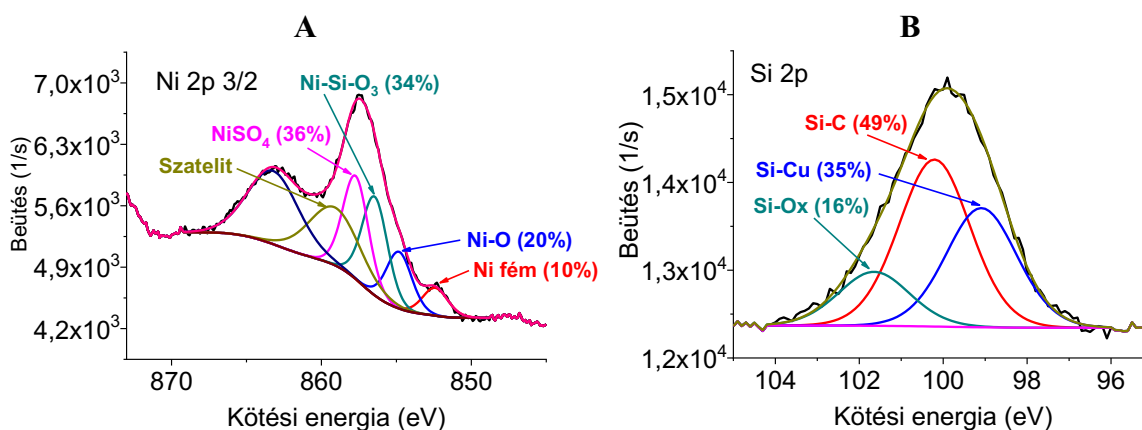 A
Ni 2p 3/2
Ni-Si-O₃ (34%)
NiSO₄ (36%)
Szatelit
Ni-O (20%)
Ni fém (10%)
7,0x10³
6,3x10³
5,6x10³
4,9x10³
4,2x10³
Beütés (1/s)
870
860
850
Kötési energia (eV)
B
Si 2p
Si-C (49%)
Si-Cu (35%)
Si-Ox (16%)
1,5x10⁴
1,4x10⁴
1,3x10⁴
1,2x10⁴
Beütés (1/s)
104
102
100
98
96
Kötési energia (eV)